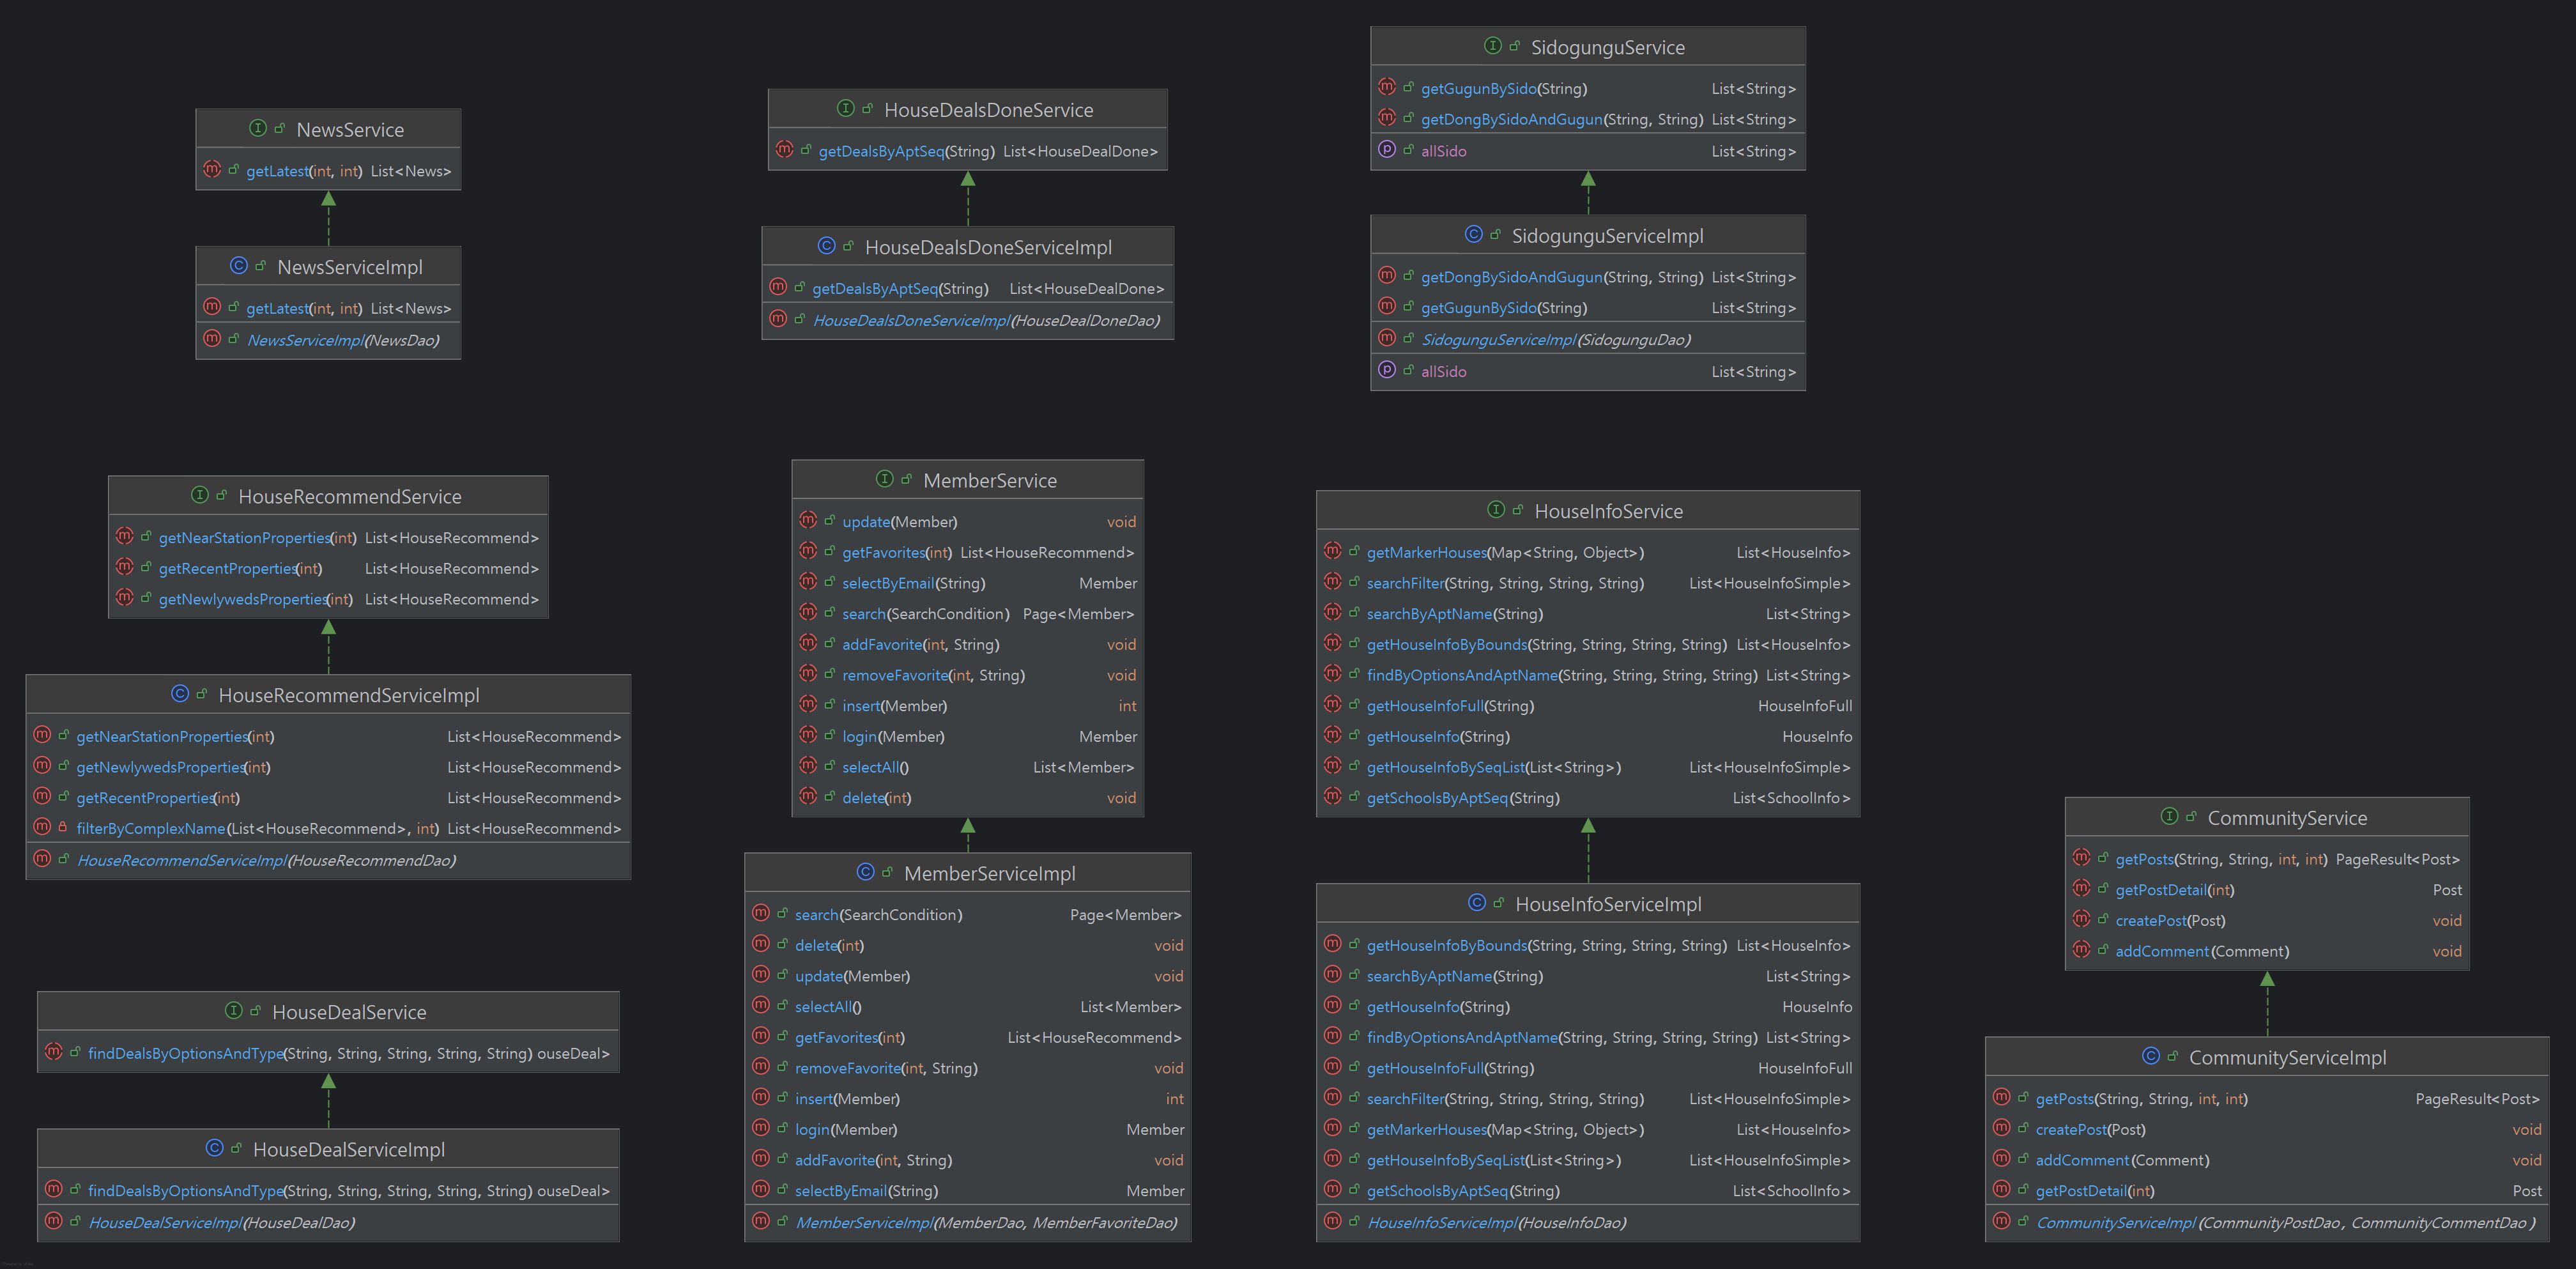 NewsService
getLatest(int, int) List<News>
NewsServiceImpl
getLatest(int, int) List<News>
NewsServiceImpl(NewsDao)
HouseDealsDoneService
getDealsByAptSeq(String) List<HouseDealDone>
HouseDealsDoneServiceImpl
getDealsByAptSeq(String) List<HouseDealDone>
HouseDealsDoneServiceImpl(HouseDealDoneDao)
SidogunguService
getGugunBySido(String) List<String>
getDongBySidoAndGugun(String, String) List<String>
allSido List<String>
SidogunguServiceImpl
getDongBySidoAndGugun(String, String) List<String>
getGugunBySido(String) List<String>
SidogunguServiceImpl(SidogunguDao)
allSido List<String>
HouseRecommendService
getNearStationProperties(int) List<HouseRecommend>
getRecentProperties(int) List<HouseRecommend>
getNewlywedsProperties(int) List<HouseRecommend>
HouseRecommendServiceImpl
getNearStationProperties(int) List<HouseRecommend>
getNewlywedsProperties(int) List<HouseRecommend>
getRecentProperties(int) List<HouseRecommend>
filterByComplexName(List<HouseRecommend>, int) List<HouseRecommend>
HouseRecommendServiceImpl(HouseRecommendDao)
HouseDealService
findDealsByOptionsAndType(String, String, String, String, String) ouseDeal>
HouseDealServiceImpl
findDealsByOptionsAndType(String, String, String, String, String) ouseDeal>
HouseDealServiceImpl(HouseDealDao)
MemberService
update(Member) void
getFavorites(int) List<HouseRecommend>
selectByEmail(String) Member
search(SearchCondition) Page<Member>
addFavorite(int, String) void
removeFavorite(int, String) void
insert(Member) int
login(Member) Member
selectAll() List<Member>
delete(int) void
MemberServiceImpl
search(SearchCondition) Page<Member>
delete(int) void
update(Member) void
selectAll() List<Member>
getFavorites(int) List<HouseRecommend>
removeFavorite(int, String) void
insert(Member) int
login(Member) Member
addFavorite(int, String) void
selectByEmail(String) Member
MemberServiceImpl(MemberDao, MemberFavoriteDao)
HouseInfoService
getMarkerHouses(Map<String, Object>) List<HouseInfo>
searchFilter(String, String, String, String) List<HouseInfoSimple>
searchByAptName(String) List<String>
getHouseInfoByBounds(String, String, String, String) List<HouseInfo>
findByOptionsAndAptName(String, String, String, String) List<String>
getHouseInfoFull(String) HouseInfoFull
getHouseInfo(String) HouseInfo
getHouseInfoBySeqList(List<String>) List<HouseInfoSimple>
getSchoolsByAptSeq(String) List<SchoolInfo>
HouseInfoServiceImpl
getHouseInfoByBounds(String, String, String, String) List<HouseInfo>
searchByAptName(String) List<String>
getHouseInfo(String) HouseInfo
findByOptionsAndAptName(String, String, String, String) List<String>
getHouseInfoFull(String) HouseInfoFull
searchFilter(String, String, String, String) List<HouseInfoSimple>
getMarkerHouses(Map<String, Object>) List<HouseInfo>
getHouseInfoBySeqList(List<String>) List<HouseInfoSimple>
getSchoolsByAptSeq(String) List<SchoolInfo>
HouseInfoServiceImpl(HouseInfoDao)
CommunityService
getPosts(String, String, int, int) PageResult<Post>
getPostDetail(int) Post
createPost(Post) void
addComment(Comment) void
CommunityServiceImpl
getPosts(String, String, int, int) PageResult<Post>
createPost(Post) void
addComment(Comment) void
getPostDetail(int) Post
CommunityServiceImpl(CommunityPostDao, CommunityCommentDao)